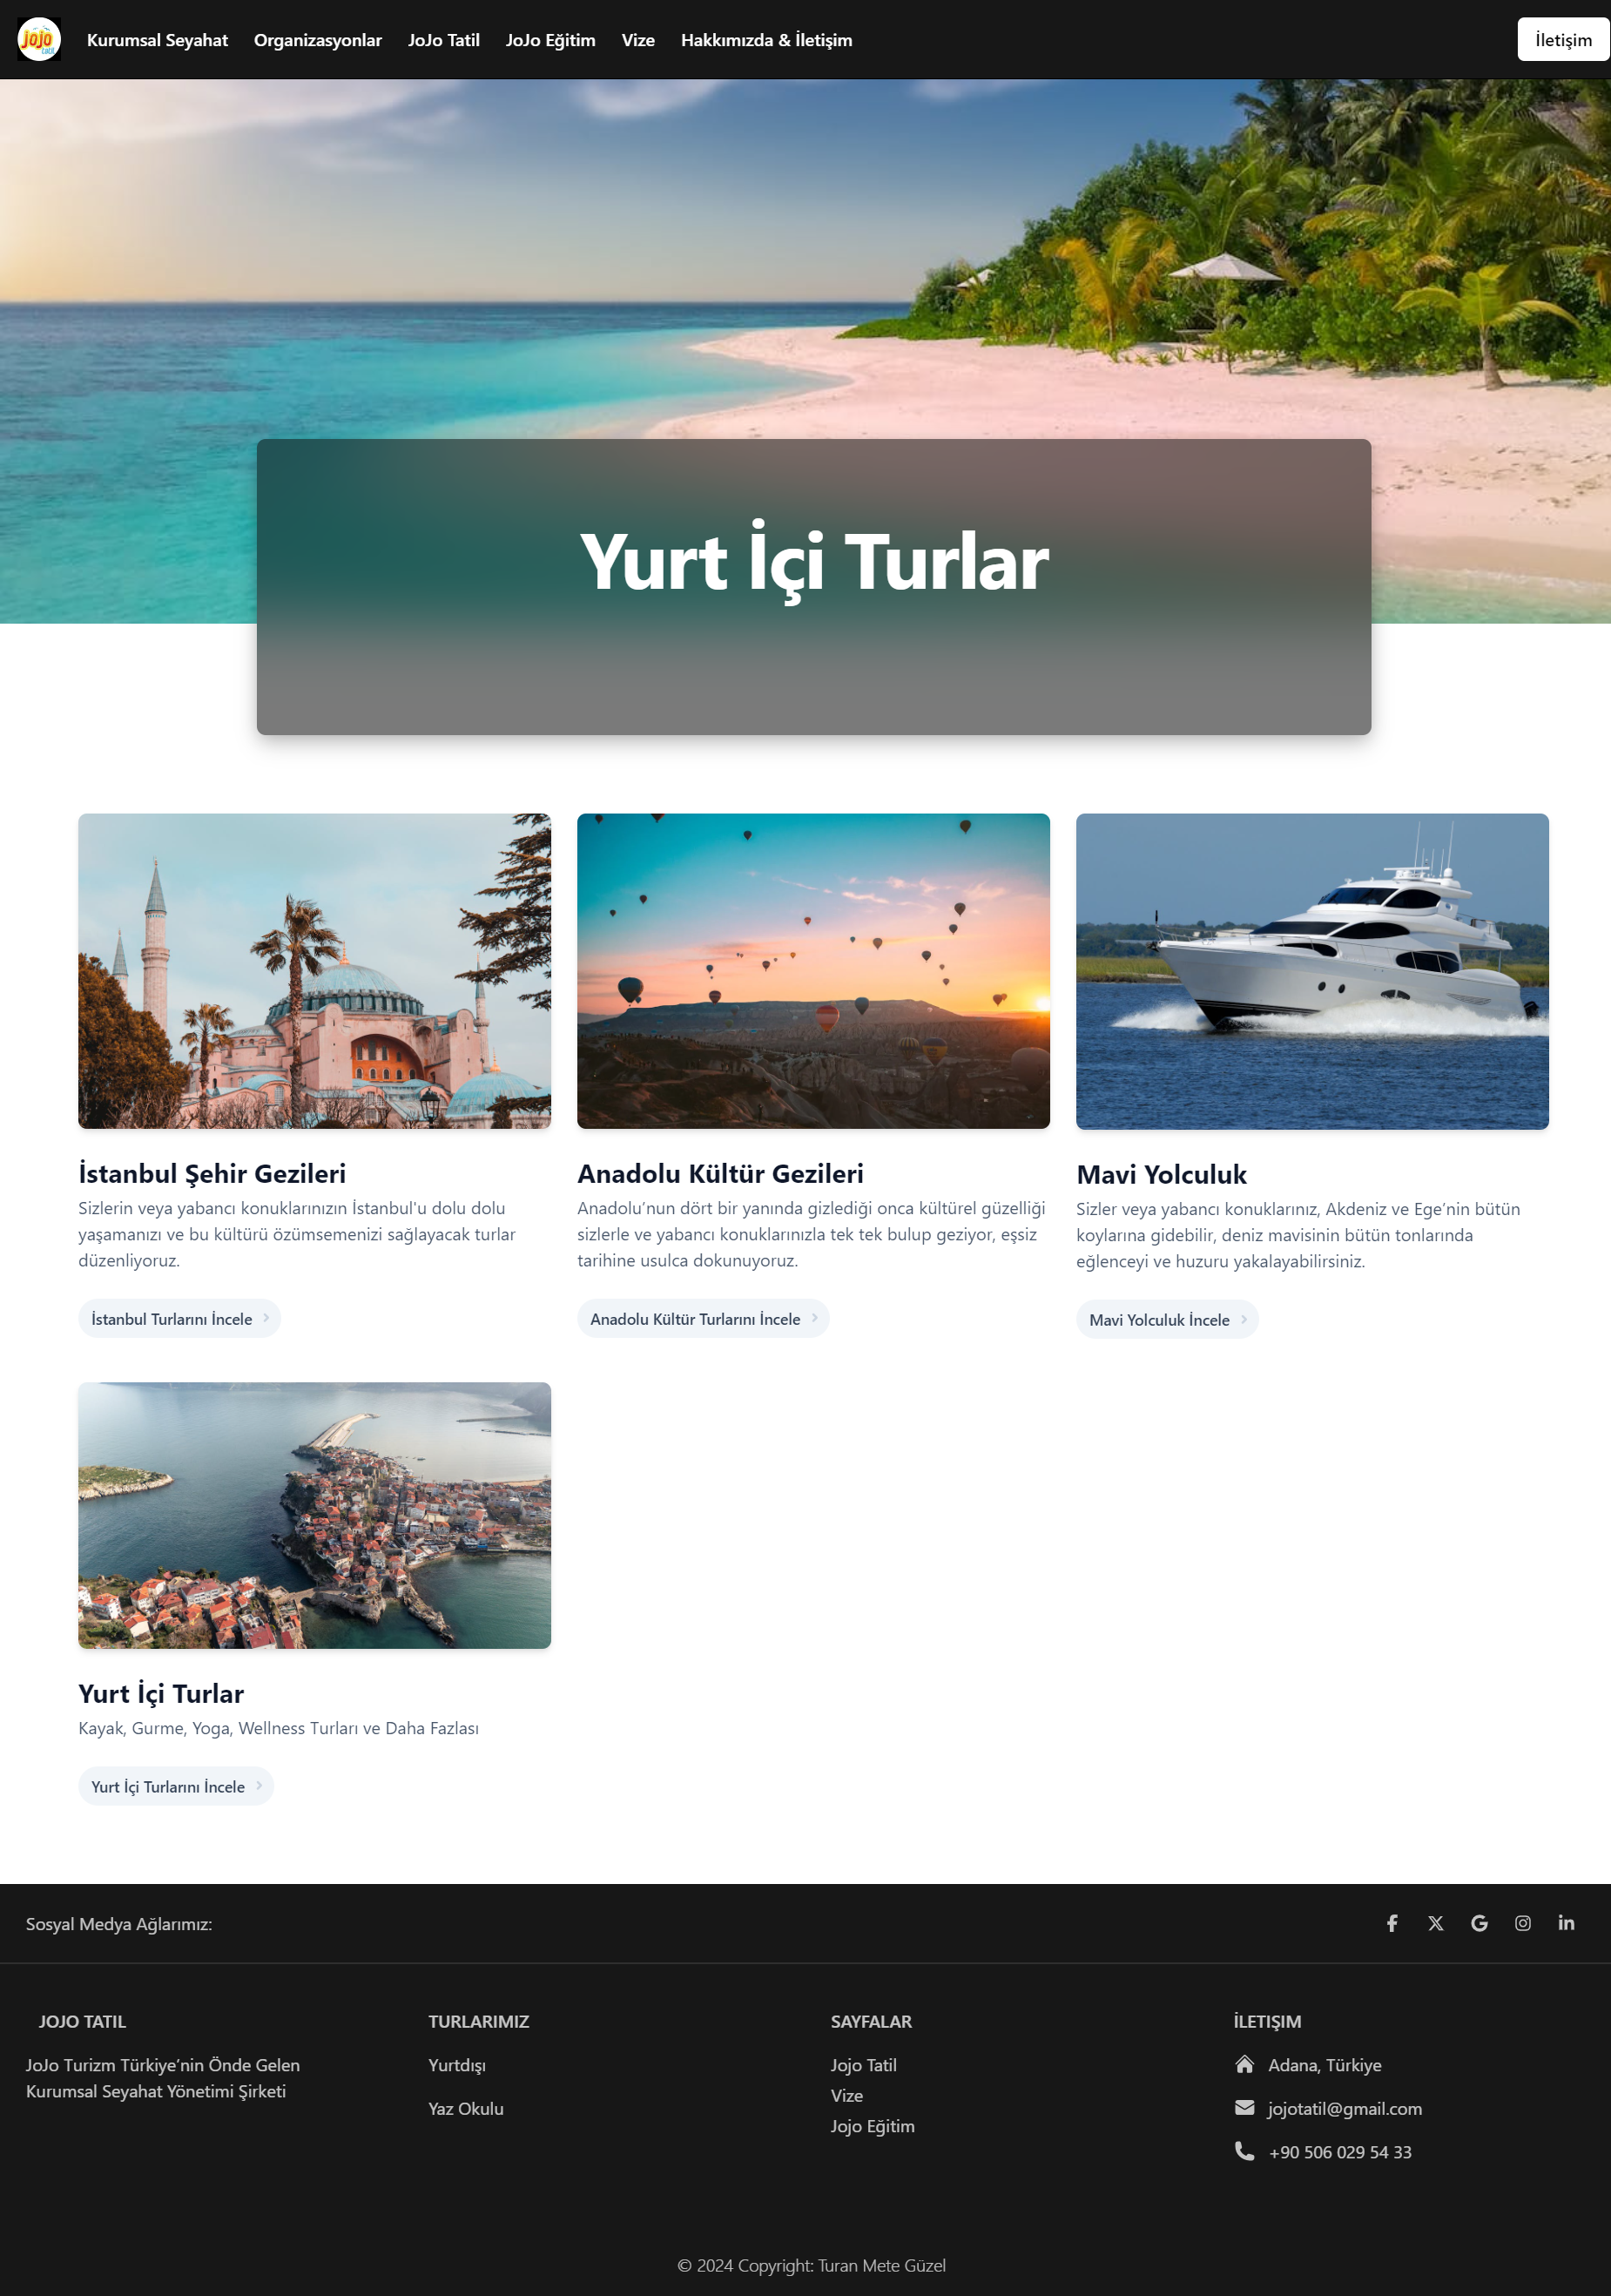 JoJo
tatil
Kurumsal Seyahat
Organizasyonlar
JoJo Tatil
JoJo Eğitim
Vize
Hakkımızda & İletişim
İletişim
Yurt İçi Turlar
İstanbul Şehir Gezileri
Sizlerin veya yabancı konuklarınızın İstanbul'u dolu dolu
yaşamanızı ve bu kültürü özümsemenizi sağlayacak turlar
düzenliyoruz.
İstanbul Turlarını İncele
Anadolu Kültür Gezileri
Anadolu’nun dört bir yanında gizlediği onca kültürel güzelliği
sizlerle ve yabancı konuklarınızla tek tek bulup geziyor, eşsiz
tarihine usulca dokunuyoruz.
Anadolu Kültür Turlarını İncele
Mavi Yolculuk
Sizler veya yabancı konuklarınız, Akdeniz ve Ege’nin bütün
koylarına gidebilir, deniz mavisinin bütün tonlarında
eğlenceyi ve huzuru yakalayabilirsiniz.
Mavi Yolculuk İncele
Yurt İçi Turlar
Kayak, Gurme, Yoga, Wellness Turları ve Daha Fazlası
Yurt İçi Turlarını İncele
Sosyal Medya Ağlarımız:
JOJO TATIL
JoJo Turizm Türkiye’nin Önde Gelen
Kurumsal Seyahat Yönetimi Şirketi
TURLARIMIZ
Yurtdışı
Yaz Okulu
SAYFALAR
Jojo Tatil
Vize
Jojo Eğitim
İLETIŞIM
Adana, Türkiye
jojotatil@gmail.com
+90 506 029 54 33
© 2024 Copyright: Turan Mete Güzel